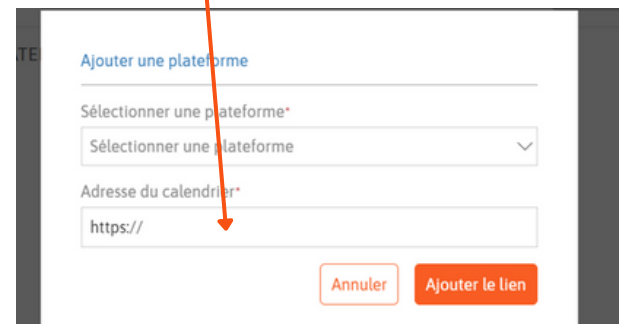 Ajouter une plateforme
Sélectionner une plateforme*
Sélectionner une plateforme
Adresse du calendrier*
https://
Annuler Ajouter le lien